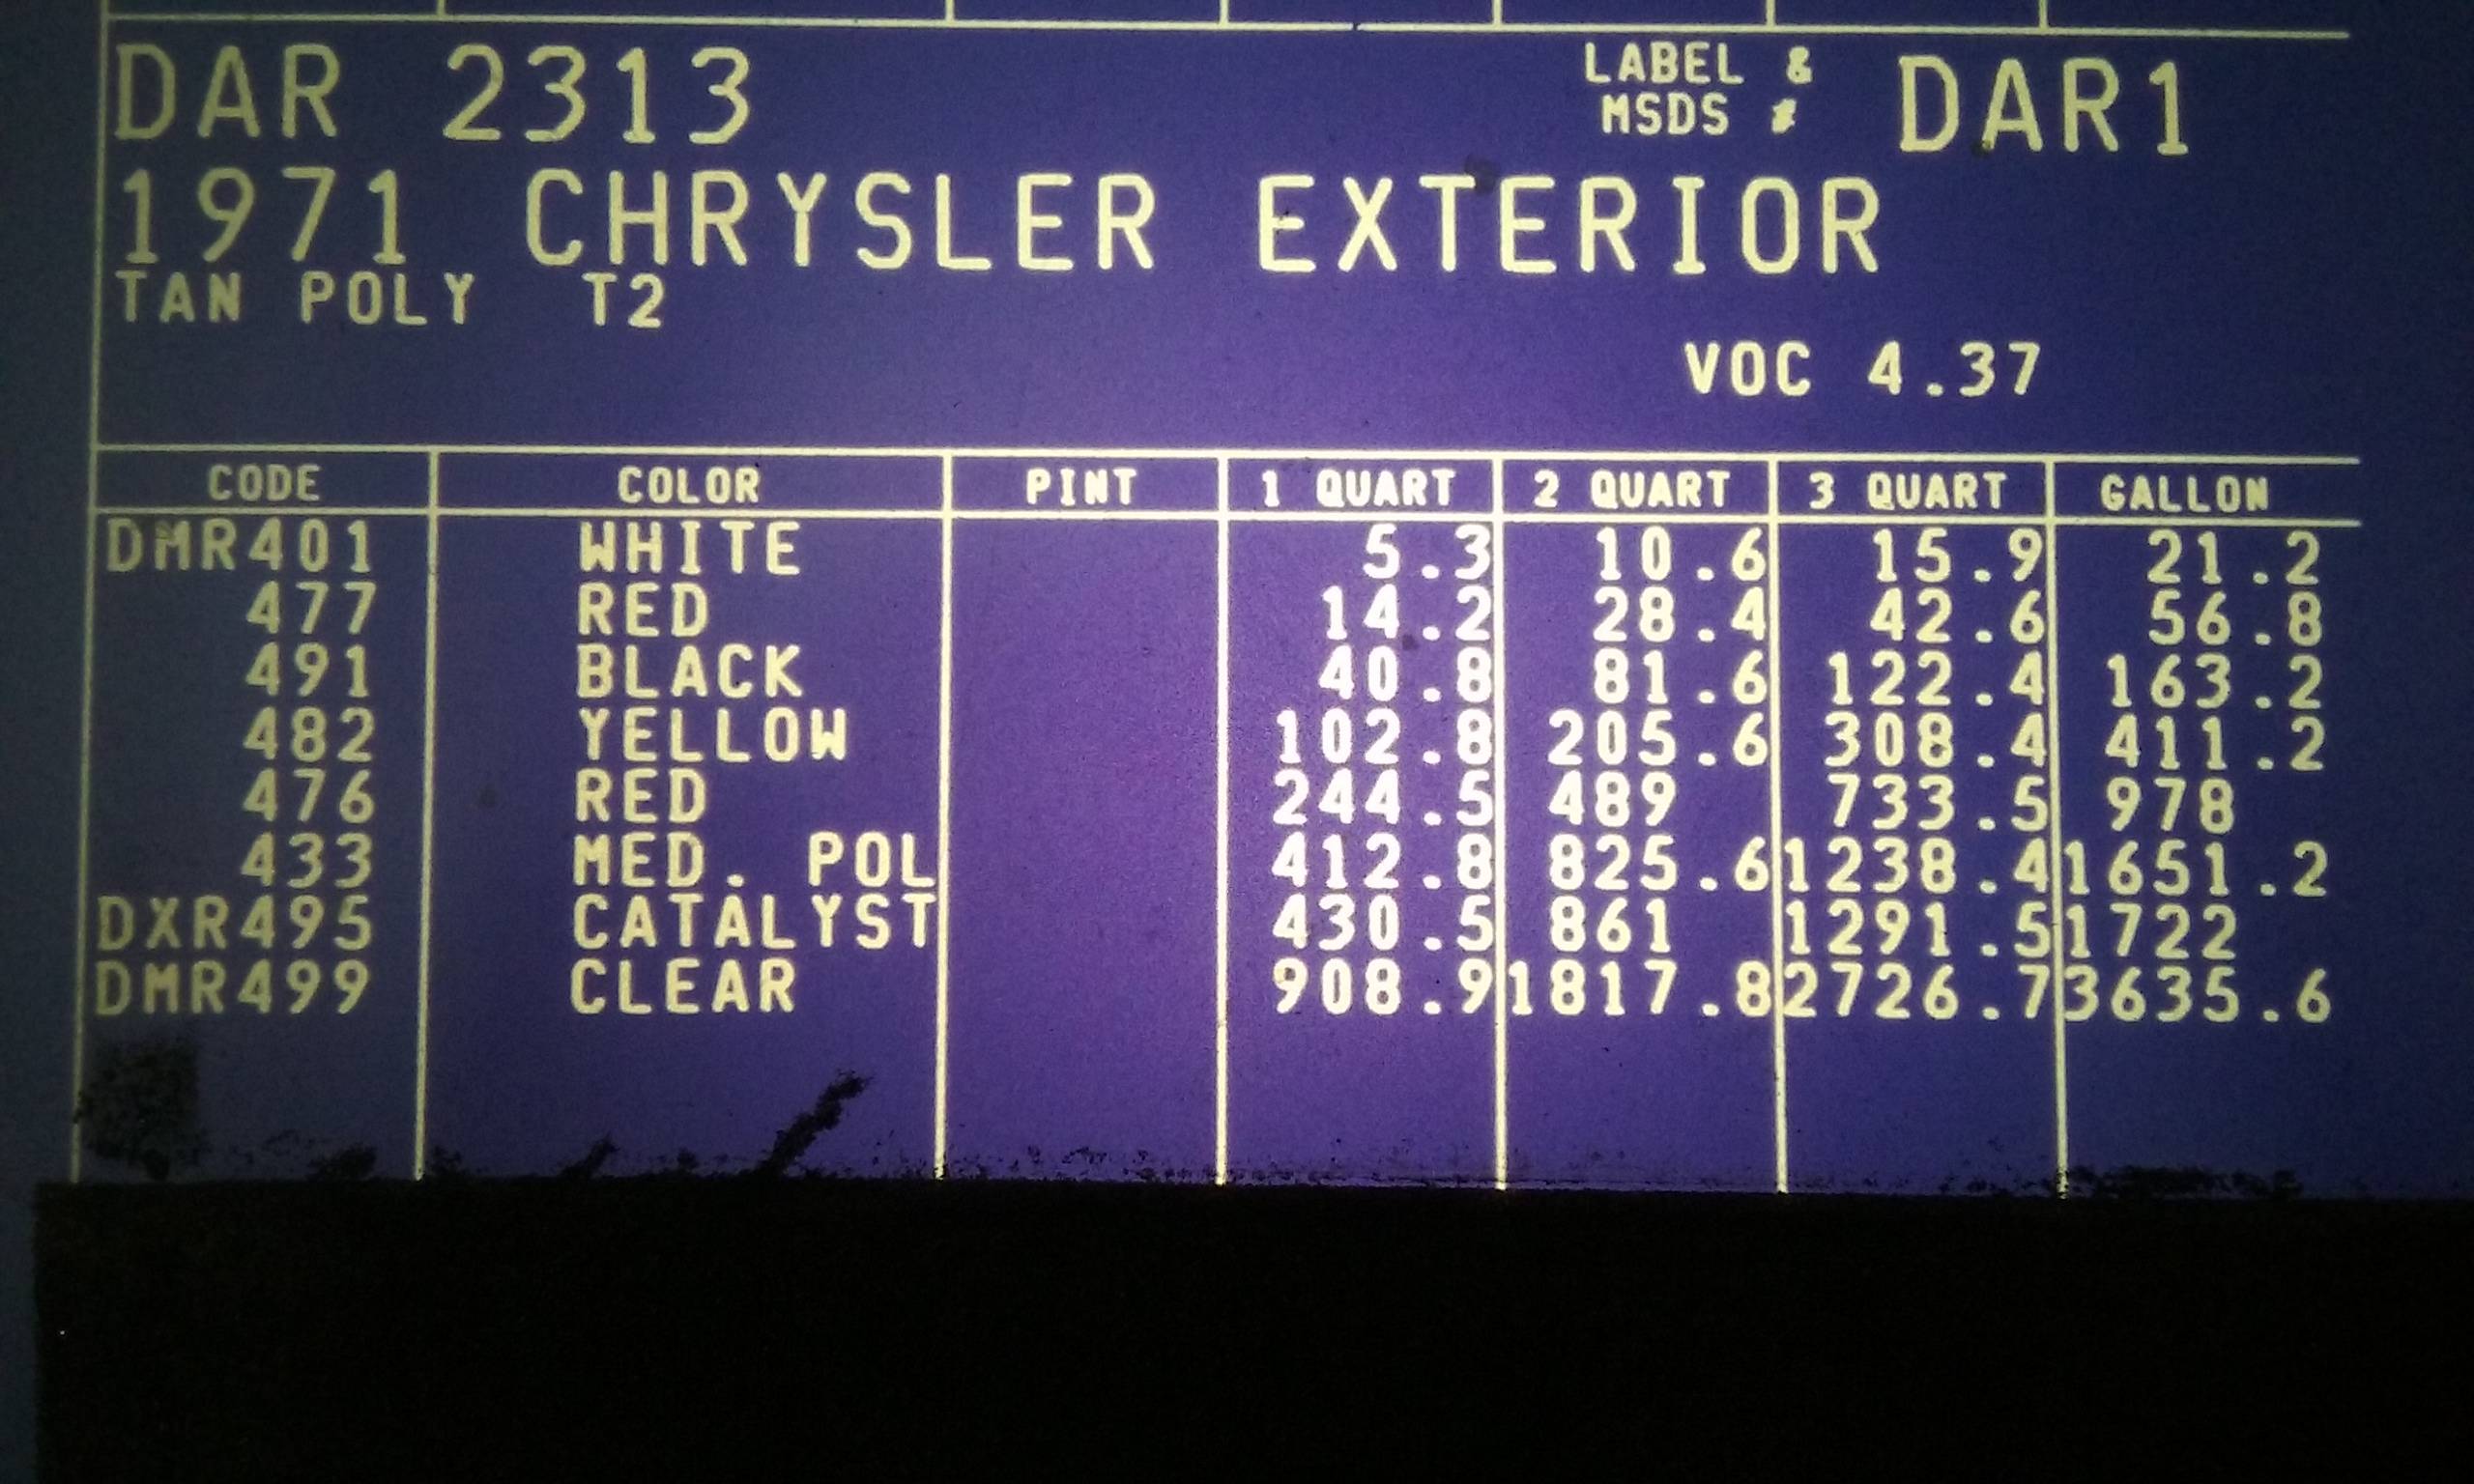 DAR 2313 LABEL & MSDS # DAR1
1971 CHRYSLER EXTERIOR
TAN POLY T2
VOC 4.37
CODE COLOR PINT 1 QUART 2 QUART 3 QUART GALLON
DMR401 WHITE 5.3 10.6 15.9 21.2
477 RED 14.2 28.4 42.6 56.8
491 BLACK 40.8 81.6 122.4 163.2
482 YELLOW 102.8 205.6 308.4 411.2
476 RED 244.5 489 733.5 978
433 MED. POL 412.8 825.6 1238.4 1651.2
DXR495 CATALYST 430.5 861 1291.5 1722
DMR499 CLEAR 908.9 1817.8 2726.7 3635.6